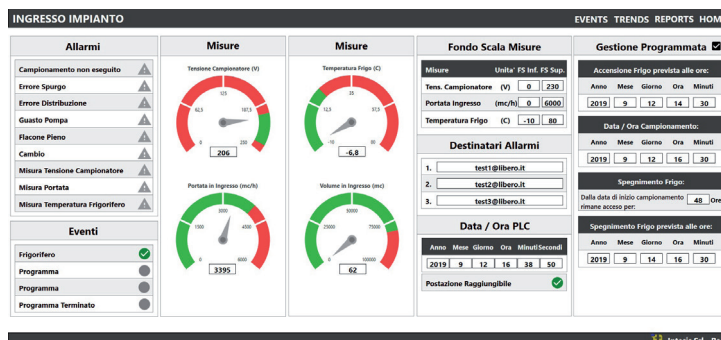 INGRESSO IMPIANTO
EVENTS TRENDS REPORTS HOM
Allarmi
Campionamento non eseguito
Errore Spurgo
Errore Distribuzione
Guasto Pompa
Flacone Pieno
Cambio
Misura Tensione Campionatore
Misura Portata
Misura Temperatura Frigorifero
Eventi
Frigorifero
Programma
Programma
Programma Terminato
Misure
Tensione Campionatore (V)
0 62,5 125 187,5 250
206
Portata in Ingresso (mc/h)
0 1500 3000 4500 6000
3395
Misure
Temperatura Frigo (C)
-10 12,5 35 57,5 80
-6,8
Volume in Ingresso (mc)
0 25000 50000 75000 100000
62
Fondo Scala Misure
Misure Unita' FS Inf. FS Sup.
Tens. Campionatore (V) 0 230
Portata Ingresso (mc/h) 0 6000
Temperatura Frigo (C) -10 80
Destinatari Allarmi
1. test1@libero.it
2. test2@libero.it
3. test3@libero.it
Data / Ora PLC
Anno Mese Giorno Ora Minuti Secondi
2019 9 12 16 38 50
Postazione Raggiungibile
Gestione Programmata
Accensione Frigo prevista alle ore:
Anno Mese Giorno Ora Minuti
2019 9 12 14 30
Data / Ora Campionamento:
Anno Mese Giorno Ora Minuti
2019 9 12 16 30
Spegnimento Frigo:
Dalla data di inizio campionamento
rimane acceso per: 48 Ore
Spegnimento Frigo prevista alle ore:
Anno Mese Giorno Ora Minuti
2019 9 14 16 30